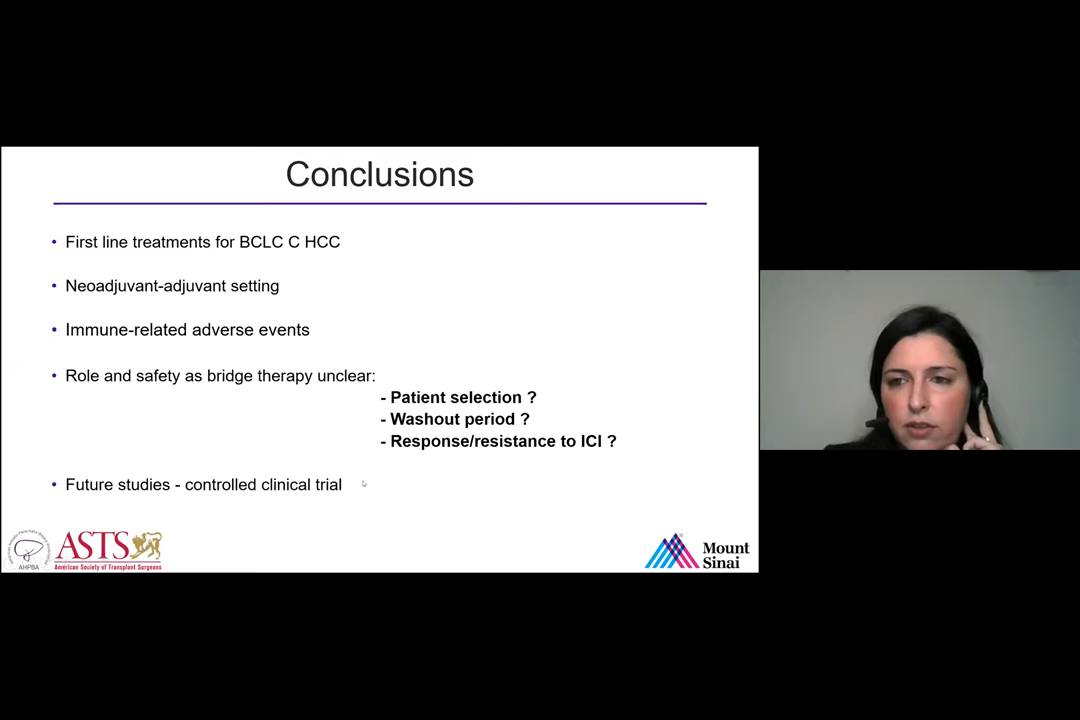 Conclusions
• First line treatments for BCLC C HCC
• Neoadjuvant-adjuvant setting
• Immune-related adverse events
• Role and safety as bridge therapy unclear:
- Patient selection ?
- Washout period ?
- Response/resistance to ICI ?
• Future studies - controlled clinical trial
AHPBA
ASTS
American Society of Transplant Surgeons
Mount
Sinai